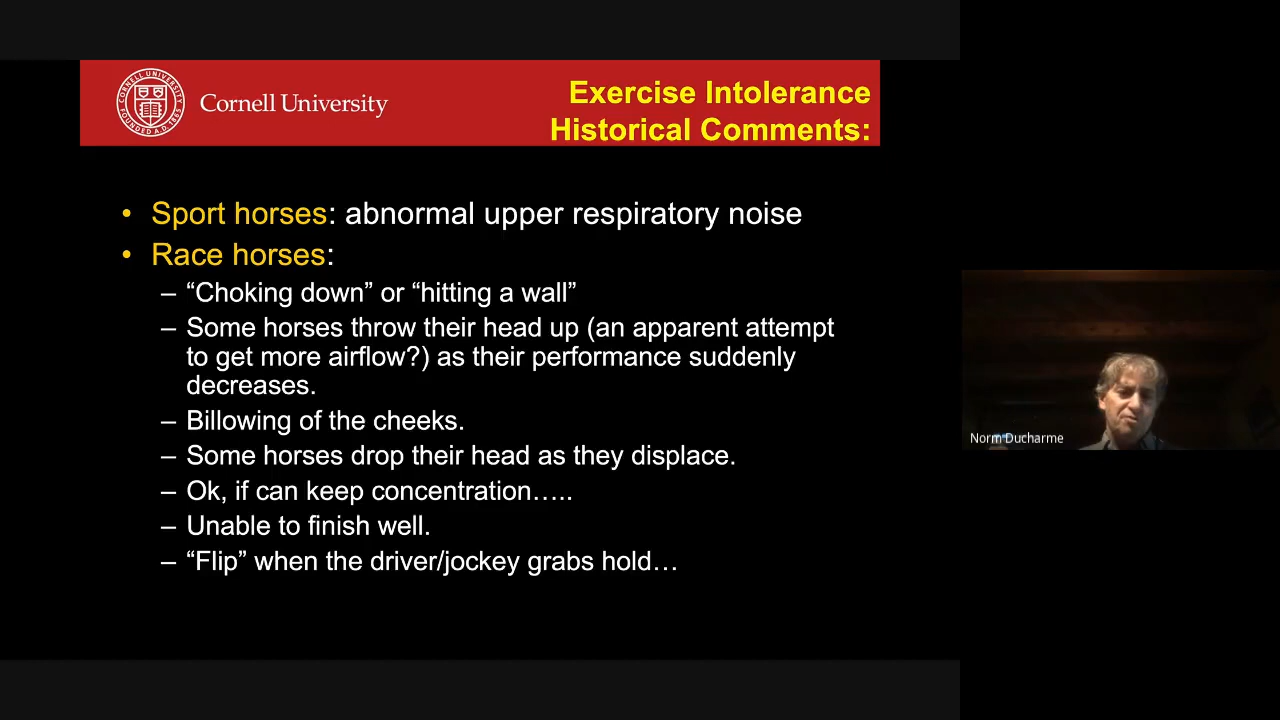 Cornell University
Exercise Intolerance
Historical Comments:
• Sport horses: abnormal upper respiratory noise
• Race horses:
– “Choking down” or “hitting a wall”
– Some horses throw their head up (an apparent attempt
to get more airflow?) as their performance suddenly
decreases.
– Billowing of the cheeks.
– Some horses drop their head as they displace.
– Ok, if can keep concentration…..
– Unable to finish well.
– “Flip” when the driver/jockey grabs hold…
Norm Ducharme